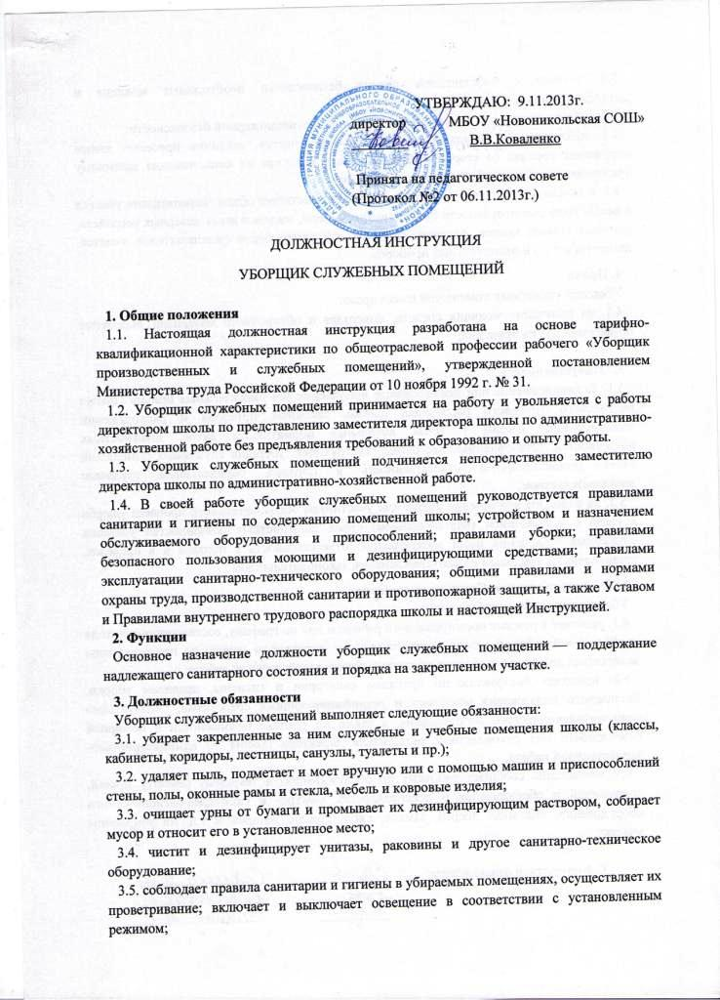 УТВЕРЖДАЮ: 9.11.2013г.
директор МБОУ «Новоникольская СОШ»
В.В.Коваленко
Принята на педагогическом совете
(Протокол №2 от 06.11.2013г.)
ДОЛЖНОСТНАЯ ИНСТРУКЦИЯ
УБОРЩИК СЛУЖЕБНЫХ ПОМЕЩЕНИЙ
1. Общие положения
1.1. Настоящая должностная инструкция разработана на основе тарифно-
квалификационной характеристики по общеотраслевой профессии рабочего «Уборщик
производственных и служебных помещений», утвержденной постановлением
Министерства труда Российской Федерации от 10 ноября 1992 г. № 31.
1.2. Уборщик служебных помещений принимается на работу и увольняется с работы
директором школы по представлению заместителя директора школы по административно-
хозяйственной работе без предъявления требований к образованию и опыту работы.
1.3. Уборщик служебных помещений подчиняется непосредственно заместителю
директора школы по административно-хозяйственной работе.
1.4. В своей работе уборщик служебных помещений руководствуется правилами
санитарии и гигиены по содержанию помещений школы; устройством и назначением
обслуживаемого оборудования и приспособлений; правилами уборки; правилами
безопасного пользования моющими и дезинфицирующими средствами; правилами
эксплуатации санитарно-технического оборудования; общими правилами и нормами
охраны труда, производственной санитарии и противопожарной защиты, а также Уставом
и Правилами внутреннего трудового распорядка школы и настоящей Инструкцией.
2. Функции
Основное назначение должности уборщик служебных помещений — поддержание
надлежащего санитарного состояния и порядка на закрепленном участке.
3. Должностные обязанности
Уборщик служебных помещений выполняет следующие обязанности:
3.1. убирает закрепленные за ним служебные и учебные помещения школы (классы,
кабинеты, коридоры, лестницы, санузлы, туалеты и пр.);
3.2. удаляет пыль, подметает и моет вручную или с помощью машин и приспособлений
стены, полы, оконные рамы и стекла, мебель и ковровые изделия;
3.3. очищает урны от бумаги и промывает их дезинфицирующим раствором, собирает
мусор и относит его в установленное место;
3.4. чистит и дезинфицирует унитазы, раковины и другое санитарно-техническое
оборудование;
3.5. соблюдает правила санитарии и гигиены в убираемых помещениях, осуществляет их
проветривание; включает и выключает освещение в соответствии с установленным
режимом;